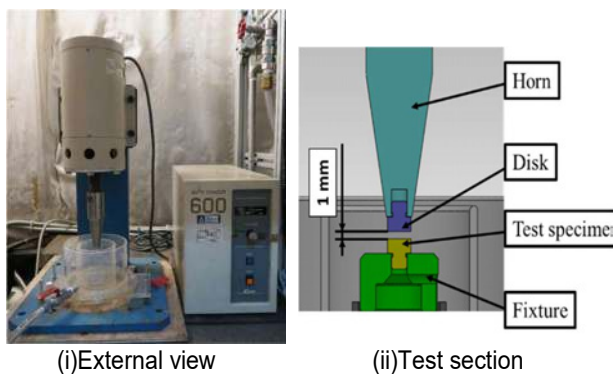 600
1 mm
Horn
Disk
Test specimen
Fixture
(i)External view
(ii)Test section